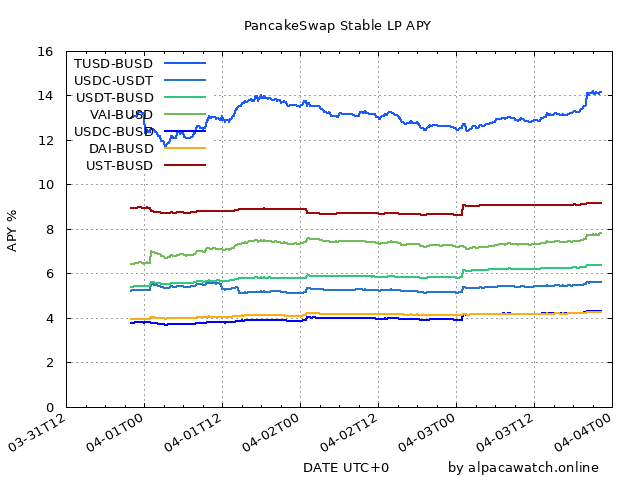 PancakeSwap Stable LP APY
APY %
16
14
12
10
8
6
4
2
0
TUSD-BUSD
USDC-USDT
USDT-BUSD
VAI-BUSD
USDC-BUSD
DAI-BUSD
UST-BUSD
03-31T12
04-01T00
04-01T12
04-02T00
04-02T12
04-03T00
04-03T12
04-04T00
DATE UTC+0
by alpacawatch.online